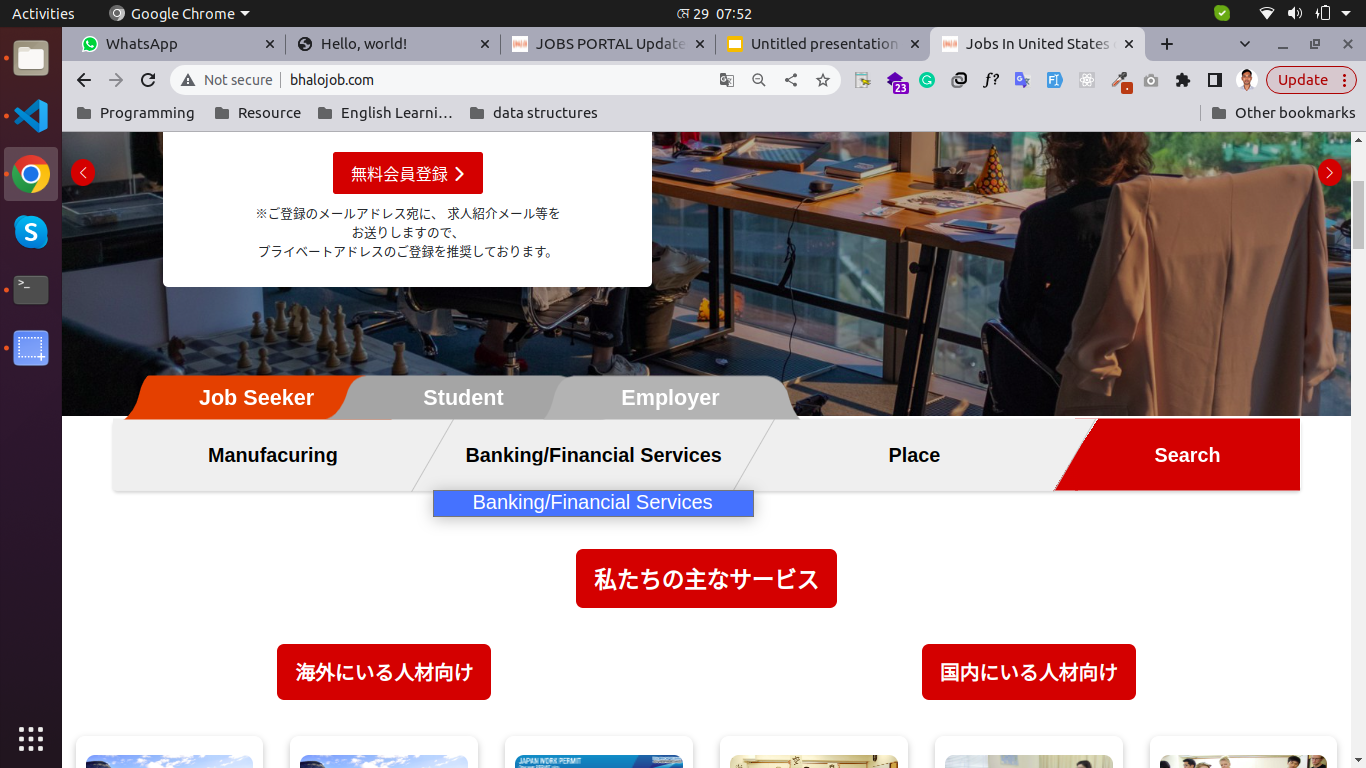 Activities
Google Chrome
মে 29 07:52
WhatsApp
Hello, world!
JOBS PORTAL Update
Untitled presentation
Jobs In United States
Not secure
bhalojob.com
23
f?
Update
Programming
Resource
English Learni…
data structures
Other bookmarks
無料会員登録
※ご登録のメールアドレス宛に、 求人紹介メール等を
お送りしますので、
プライベートアドレスのご登録を推奨しております。
Job Seeker
Student
Employer
Manufacuring
Banking/Financial Services
Place
Search
Banking/Financial Services
私たちの主なサービス
海外にいる人材向け
国内にいる人材向け
JAPAN WORK PERMIT